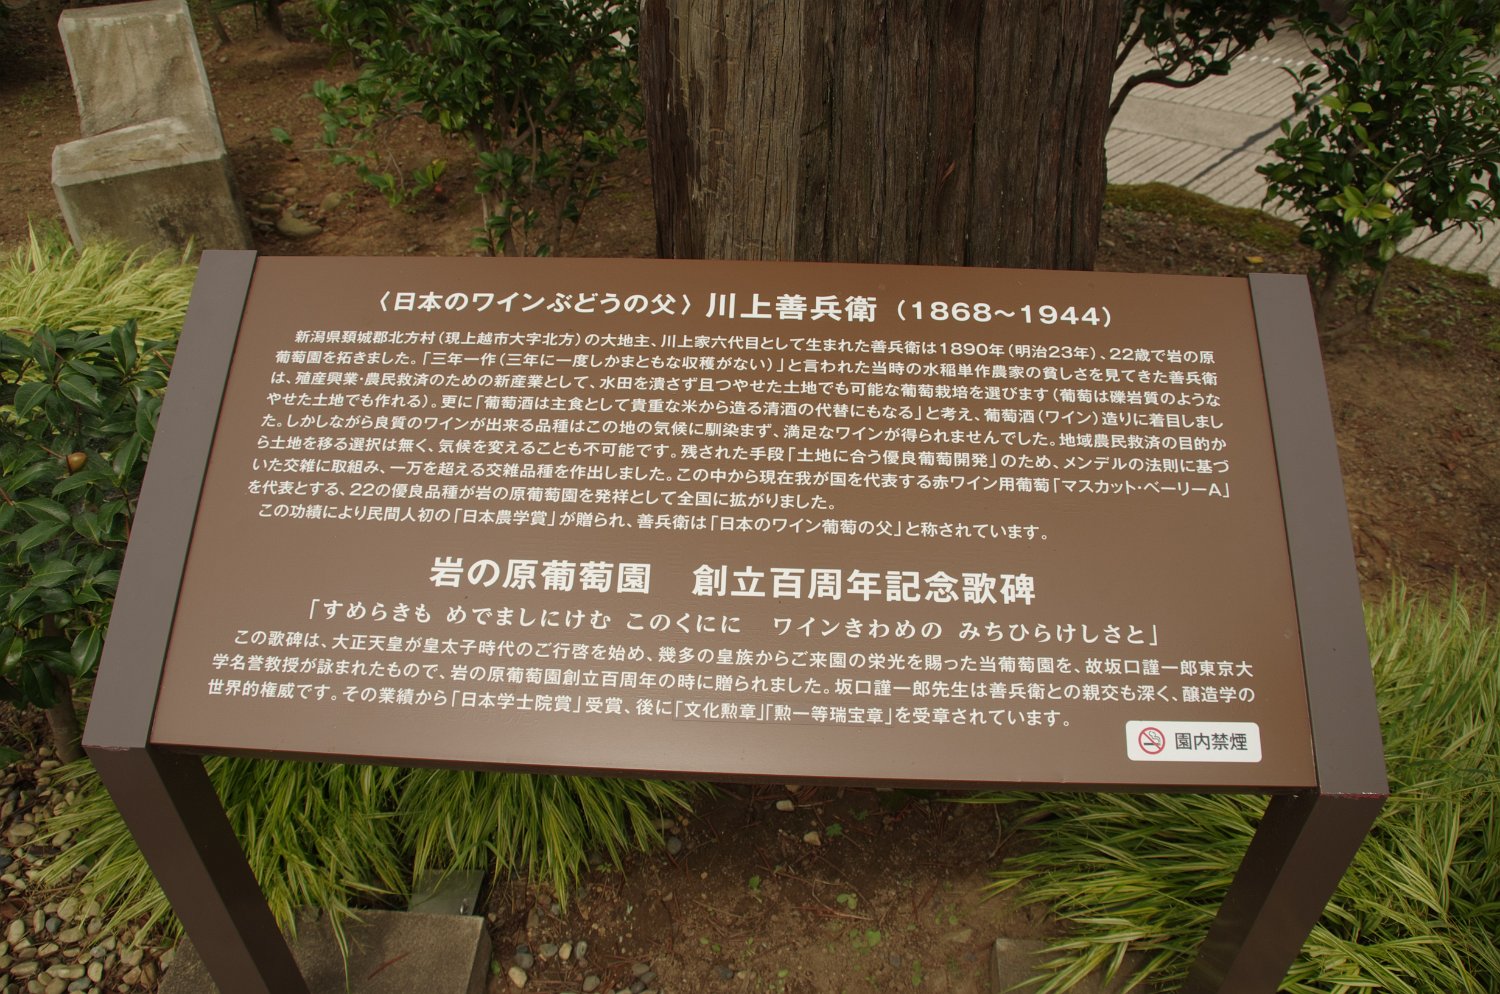 〈日本のワインぶどうの父〉川上善兵衛（1868～1944）
新潟県頚城郡北方村（現上越市大字北方）の大地主、川上家六代目として生まれた善兵衛は1890年（明治23年）、22歳で岩の原
葡萄園を拓きました。「三年一作（三年に一度しかまともな収穫がない）」と言われた当時の水稲単作農家の貧しさを見てきた善兵衛
は、殖産興業・農民救済のための新産業として、水田を潰さず且つやせた土地でも可能な葡萄栽培を選びます（葡萄は礫岩質のような
やせた土地でも作れる）。更に「葡萄酒は主食として貴重な米から造る清酒の代替にもなる」と考え、葡萄酒（ワイン）造りに着目しまし
た。しかしながら良質のワインが出来る品種はこの地の気候に馴染まず、満足なワインが得られませんでした。地域農民救済の目的か
ら土地を移る選択は無く、気候を変えることも不可能です。残された手段「土地に合う優良葡萄開発」のため、メンデルの法則に基づ
いた交雑に取組み、一万を超える交雑品種を作出しました。この中から現在我が国を代表する赤ワイン用葡萄「マスカット・ベーリーA」
を代表とする、22の優良品種が岩の原葡萄園を発祥として全国に拡がりました。
この功績により民間人初の「日本農学賞」が贈られ、善兵衛は「日本のワイン葡萄の父」と称されています。
岩の原葡萄園　創立百周年記念歌碑
「すめらきも めでましにけむ このくにに　ワインきわめの みちひらけしさと」
この歌碑は、大正天皇が皇太子時代のご行啓を始め、幾多の皇族からご来園の栄光を賜った当葡萄園を、故坂口謹一郎東京大
学名誉教授が詠まれたもので、岩の原葡萄園創立百周年の時に贈られました。坂口謹一郎先生は善兵衛との親交も深く、醸造学の
世界的権威です。その業績から「日本学士院賞」受賞、後に「文化勲章」「勲一等瑞宝章」を受章されています。
園内禁煙